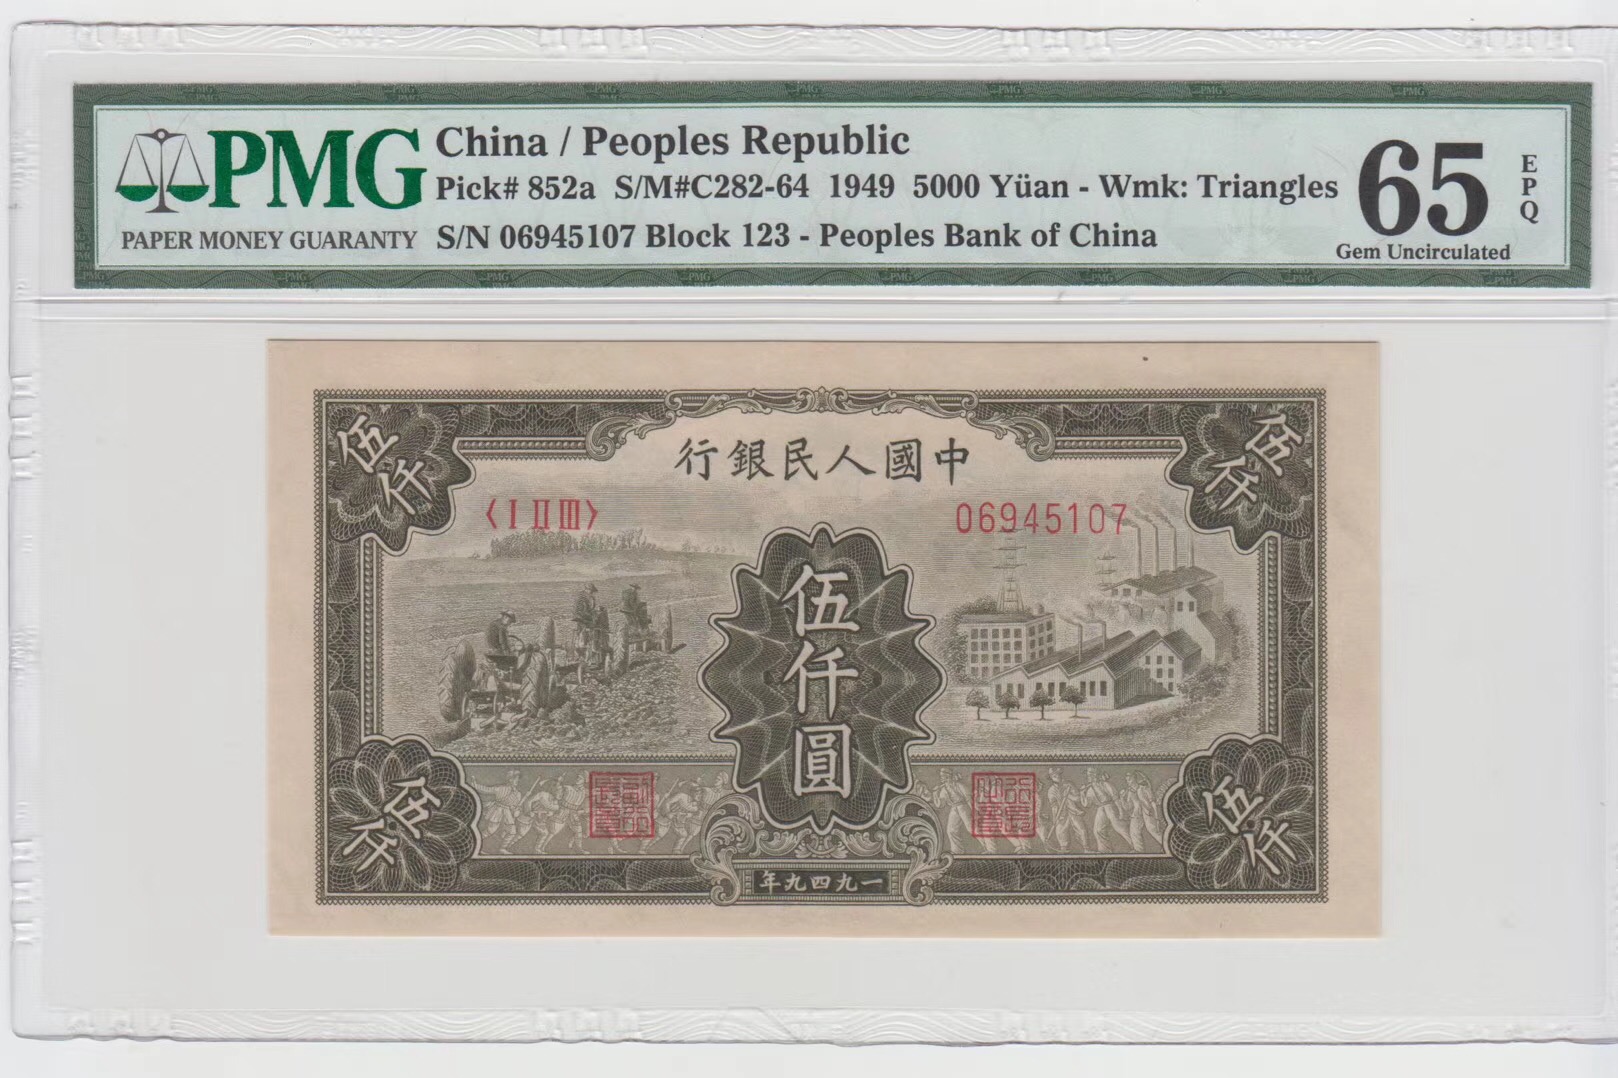 PMG
PAPER MONEY GUARANTY
China / Peoples Republic
Pick# 852a S/M#C282-64 1949 5000 Yüan - Wmk: Triangles
S/N 06945107 Block 123 - Peoples Bank of China
65
EPQ
Gem Uncirculated
伍仟
伍仟
行銀民人國中
〈I II III〉
06945107
伍仟圓
伍仟
伍仟
年九四九一